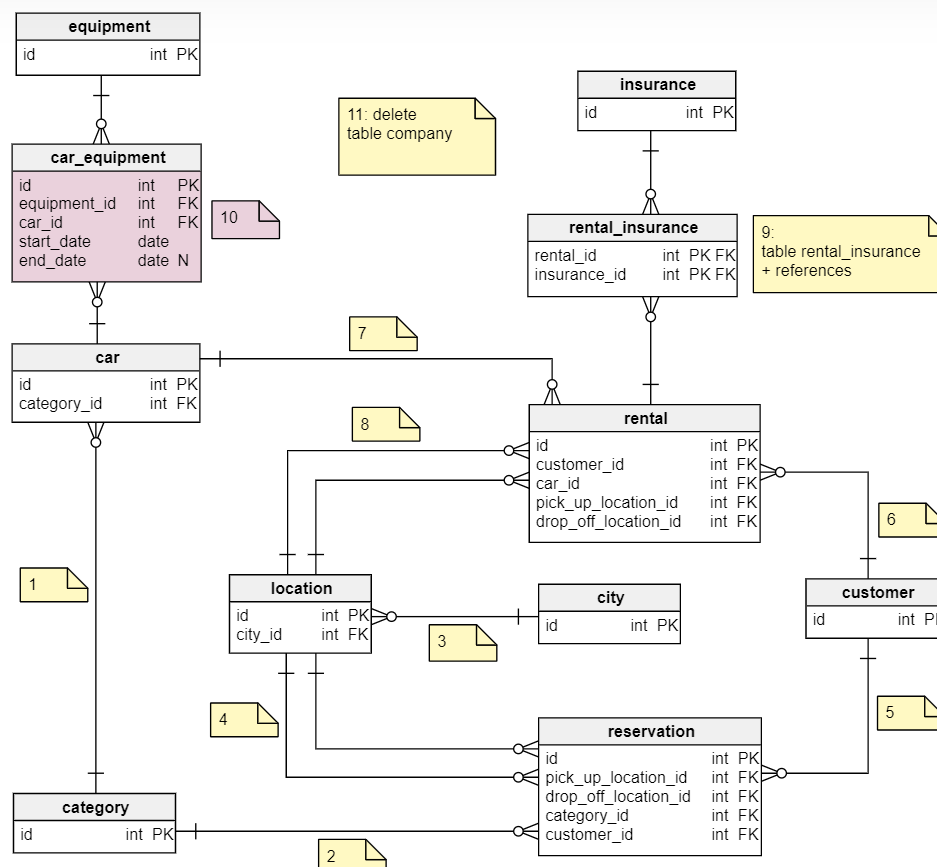 equipment
id int PK
11: delete
table company
insurance
id int PK
car_equipment
id int PK
equipment_id int FK
car_id int FK
start_date date
end_date date N
10
rental_insurance
rental_id int PK FK
insurance_id int PK FK
9:
table rental_insurance
+ references
7
car
id int PK
category_id int FK
8
rental
id int PK
customer_id int FK
car_id int FK
pick_up_location_id int FK
drop_off_location_id int FK
6
1
location
id int PK
city_id int FK
3
city
id int PK
customer
id int P
4
5
reservation
id int PK
pick_up_location_id int FK
drop_off_location_id int FK
category_id int FK
customer_id int FK
category
id int PK
2